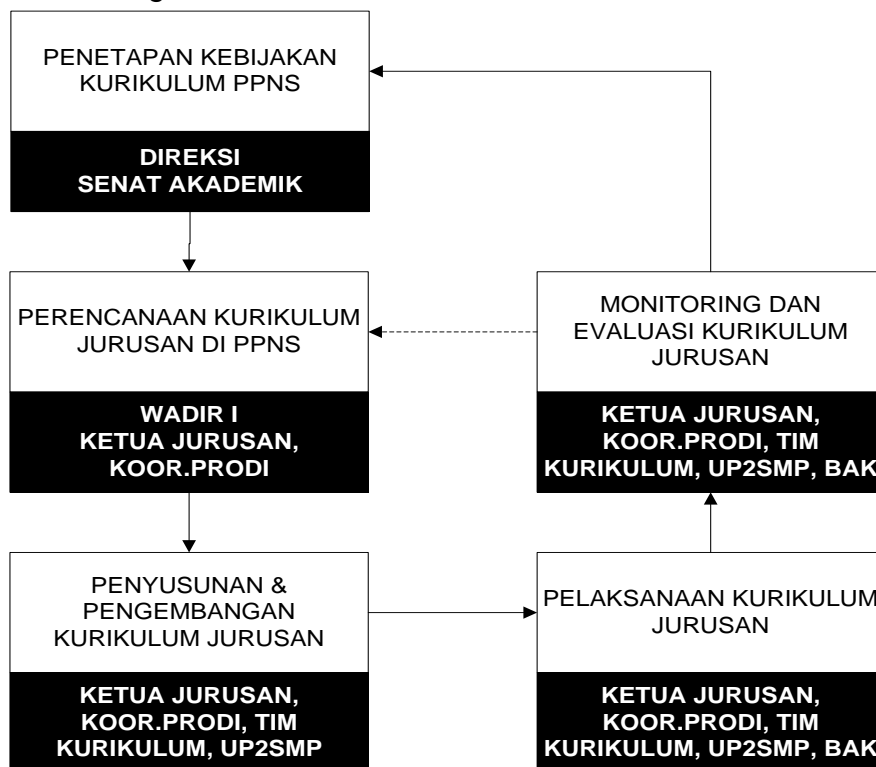 PENETAPAN KEBIJAKAN
KURIKULUM PPNS
DIREKSI
SENAT AKADEMIK
PERENCANAAN KURIKULUM
JURUSAN DI PPNS
WADIR I
KETUA JURUSAN,
KOOR.PRODI
PENYUSUNAN &
PENGEMBANGAN
KURIKULUM JURUSAN
KETUA JURUSAN,
KOOR.PRODI, TIM
KURIKULUM, UP2SMP
PELAKSANAAN KURIKULUM
JURUSAN
KETUA JURUSAN,
KOOR.PRODI, TIM
KURIKULUM, UP2SMP, BAK
MONITORING DAN
EVALUASI KURIKULUM
JURUSAN
KETUA JURUSAN,
KOOR.PRODI, TIM
KURIKULUM, UP2SMP, BAK